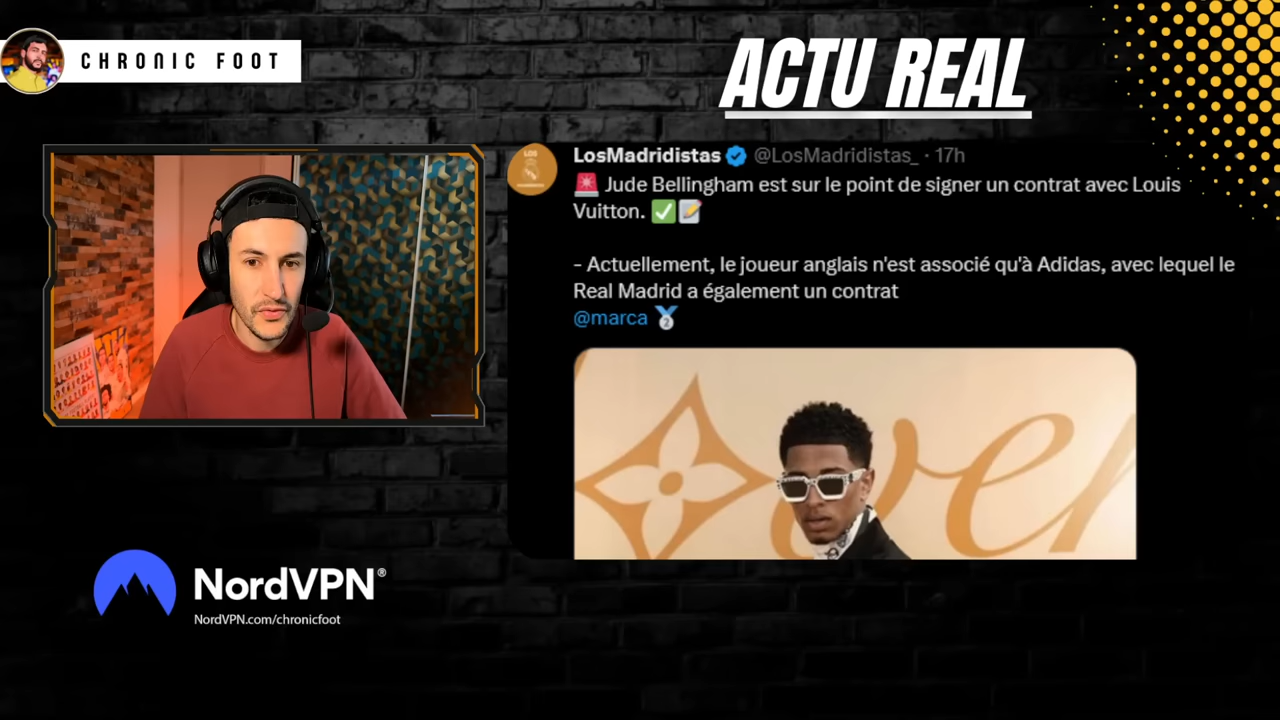 CHRONIC FOOT
ACTU REAL
LosMadridistas @LosMadridistas_ · 17h
🚨 Jude Bellingham est sur le point de signer un contrat avec Louis
Vuitton. ✅📝
- Actuellement, le joueur anglais n'est associé qu'à Adidas, avec lequel le
Real Madrid a également un contrat
@marca 🥈
ver
NordVPN®
NordVPN.com/chronicfoot